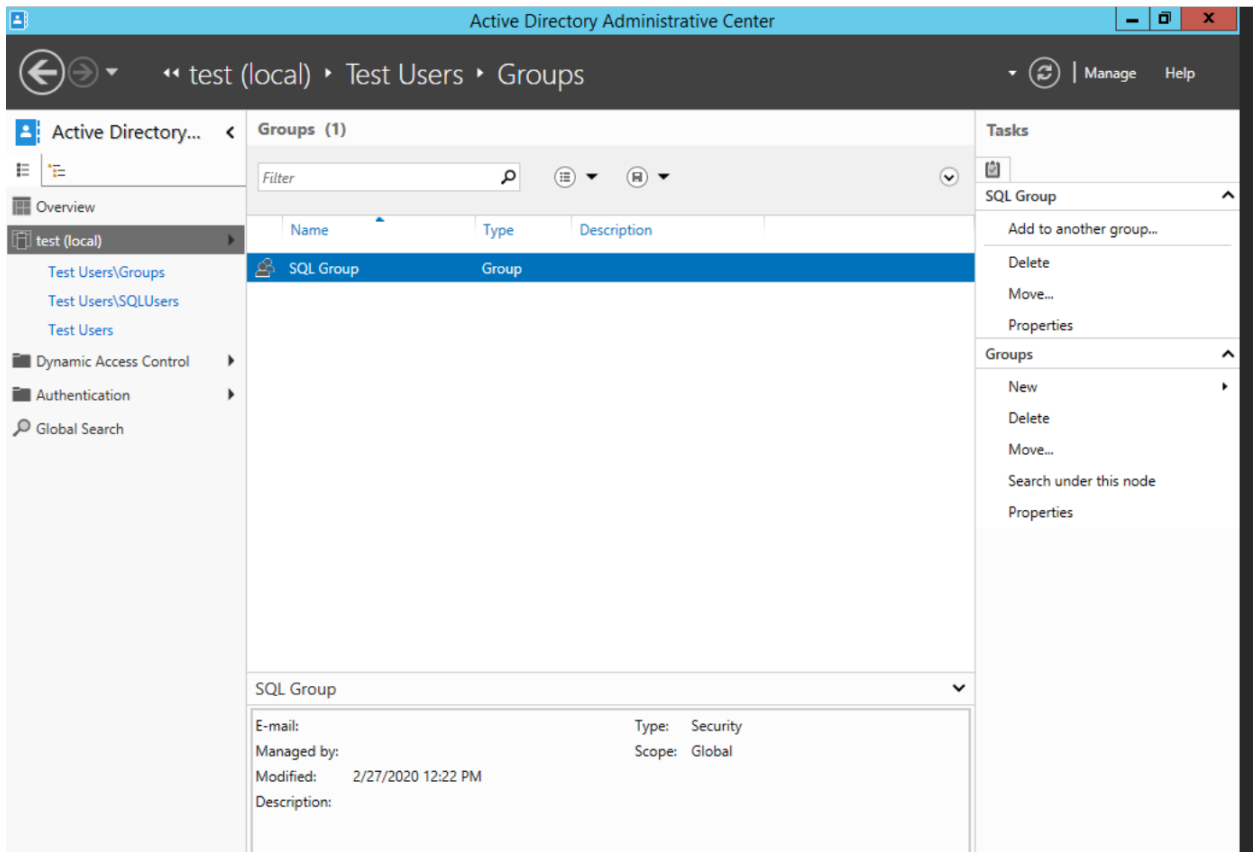 Active Directory Administrative Center
test (local) Test Users Groups
Manage Help
Active Directory...
Overview
test (local)
Test Users\Groups
Test Users\SQLUsers
Test Users
Dynamic Access Control
Authentication
Global Search
Groups (1)
Filter
Name Type Description
SQL Group Group
SQL Group
E-mail:
Managed by:
Modified: 2/27/2020 12:22 PM
Description:
Type: Security
Scope: Global
Tasks
SQL Group
Add to another group...
Delete
Move...
Properties
Groups
New
Delete
Move...
Search under this node
Properties